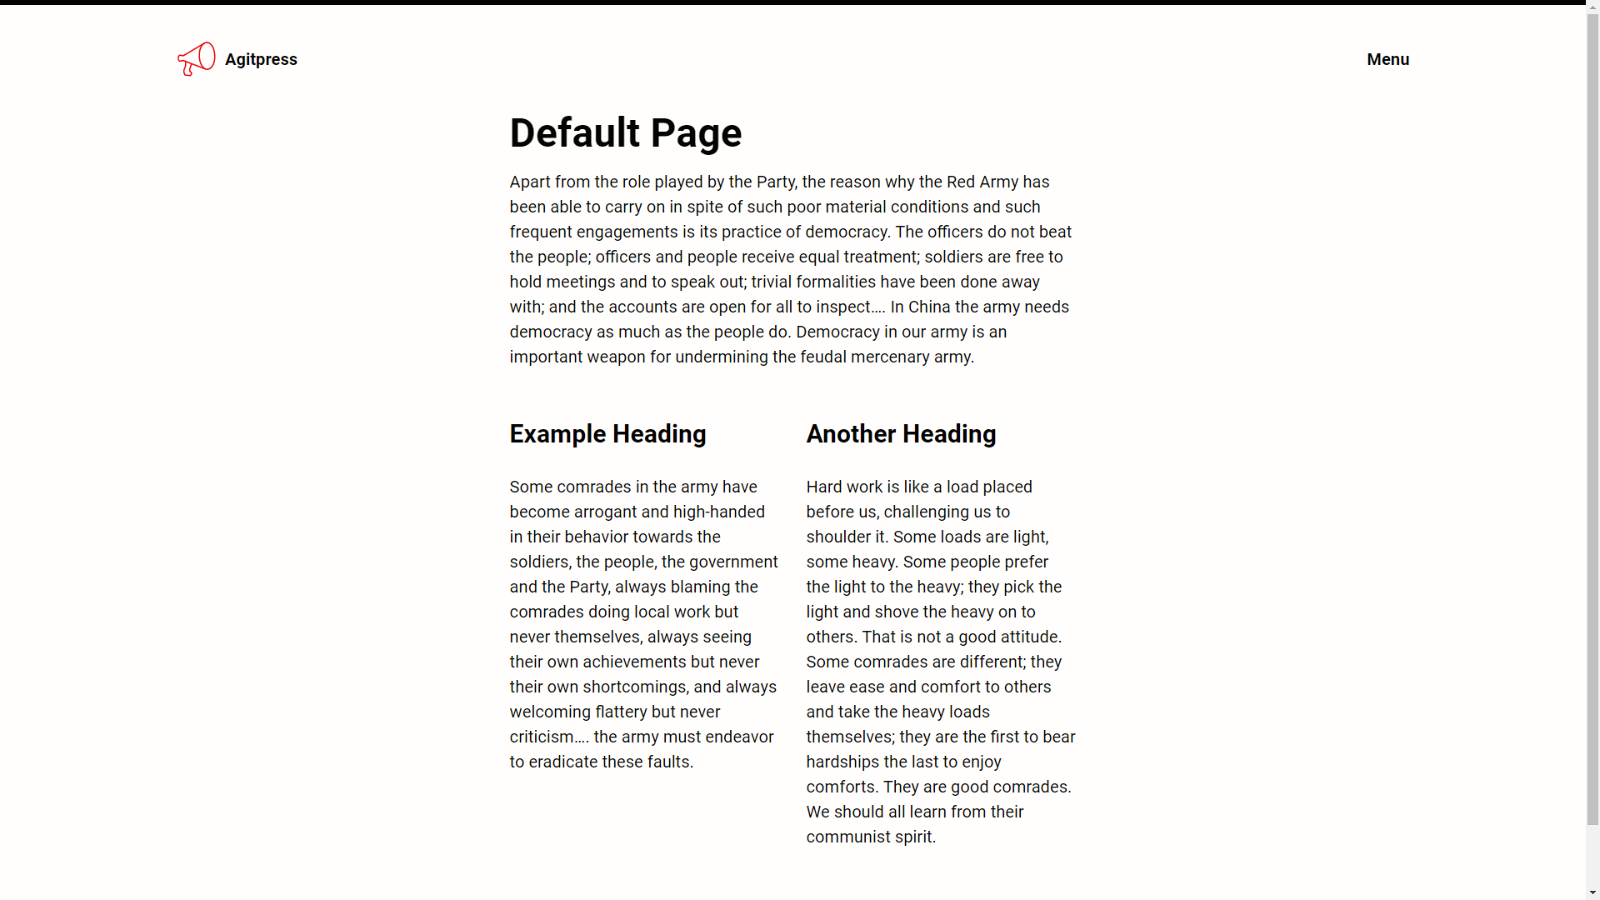 Agitpress
Menu
Default Page
Apart from the role played by the Party, the reason why the Red Army has
been able to carry on in spite of such poor material conditions and such
frequent engagements is its practice of democracy. The officers do not beat
the people; officers and people receive equal treatment; soldiers are free to
hold meetings and to speak out; trivial formalities have been done away
with; and the accounts are open for all to inspect…. In China the army needs
democracy as much as the people do. Democracy in our army is an
important weapon for undermining the feudal mercenary army.
Example Heading
Some comrades in the army have
become arrogant and high-handed
in their behavior towards the
soldiers, the people, the government
and the Party, always blaming the
comrades doing local work but
never themselves, always seeing
their own achievements but never
their own shortcomings, and always
welcoming flattery but never
criticism…. the army must endeavor
to eradicate these faults.
Another Heading
Hard work is like a load placed
before us, challenging us to
shoulder it. Some loads are light,
some heavy. Some people prefer
the light to the heavy; they pick the
light and shove the heavy on to
others. That is not a good attitude.
Some comrades are different; they
leave ease and comfort to others
and take the heavy loads
themselves; they are the first to bear
hardships the last to enjoy
comforts. They are good comrades.
We should all learn from their
communist spirit.